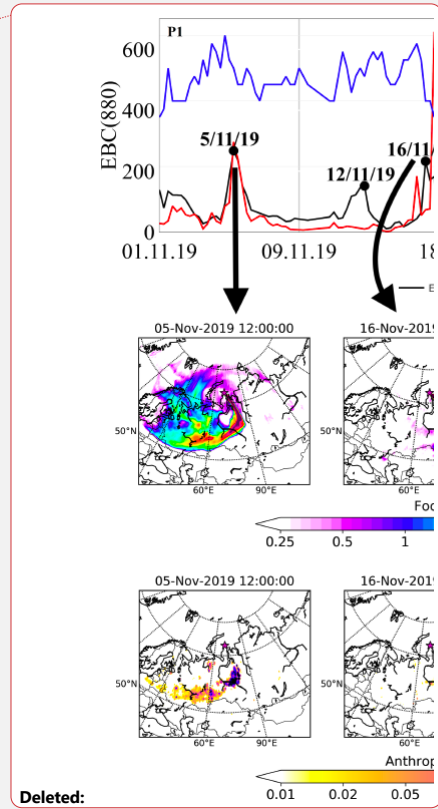 P1
600
400
200
0
EBC(880)
5/11/19
12/11/19
16/11
01.11.19
09.11.19
18
E
05-Nov-2019 12:00:00
16-Nov-2019
50°N
50°N
60°E
90°E
60°E
Foo
0.25
0.5
1
05-Nov-2019 12:00:00
16-Nov-2019
50°N
50°N
60°E
90°E
60°E
Anthrop
0.01
0.02
0.05
Deleted: